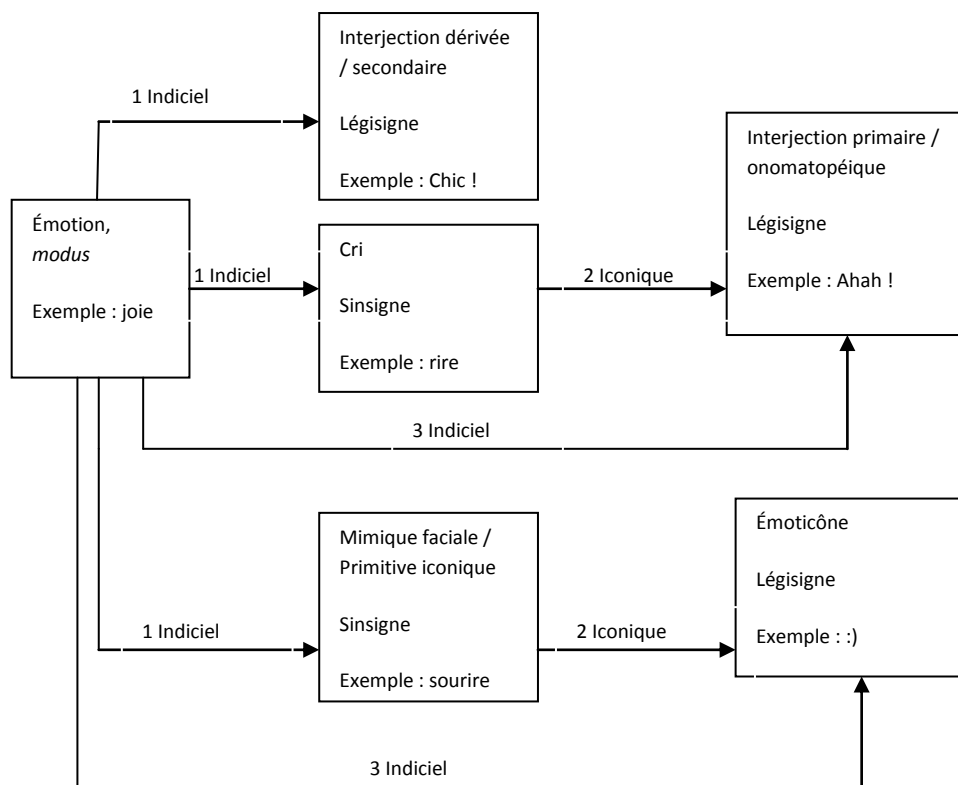 Interjection dérivée
/ secondaire
Légisigne
Exemple : Chic !
1 Indiciel
Interjection primaire /
onomatopéique
Légisigne
Exemple : Ahah !
Émotion,
modus
Exemple : joie
1 Indiciel
Cri
Sinsigne
Exemple : rire
2 Iconique
3 Indiciel
Mimique faciale /
Primitive iconique
Sinsigne
Exemple : sourire
1 Indiciel
2 Iconique
Émoticône
Légisigne
Exemple : :)
3 Indiciel